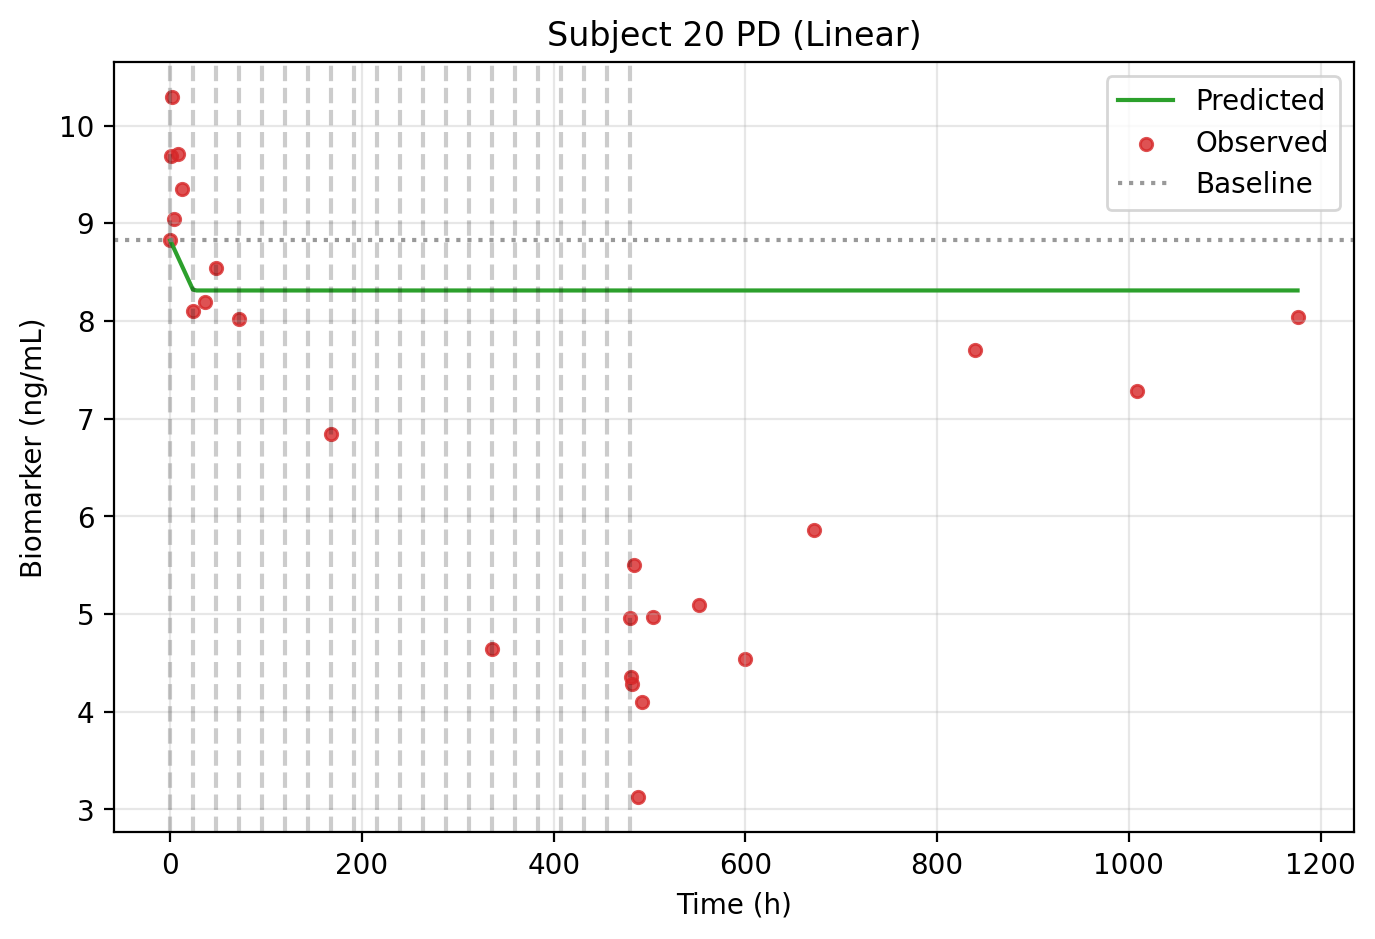 Subject 20 PD (Linear)
Predicted
Observed
Baseline
Biomarker (ng/mL)
10
9
8
7
6
5
4
3
0
200
400
600
800
1000
1200
Time (h)